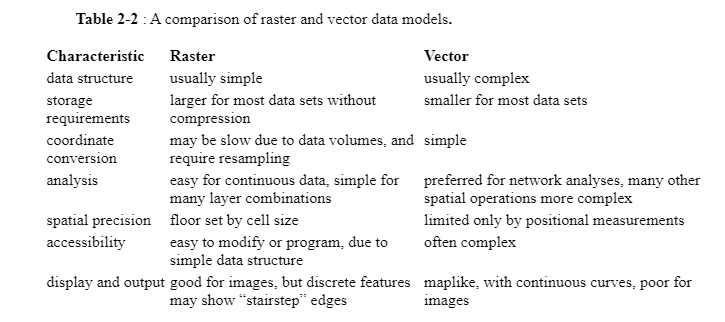 Table 2-2 : A comparison of raster and vector data models.
Characteristic Raster Vector
data structure usually simple usually complex
storage larger for most data sets without smaller for most data sets
requirements compression
coordinate may be slow due to data volumes, and simple
conversion require resampling
analysis easy for continuous data, simple for preferred for network analyses, many other
many layer combinations spatial operations more complex
spatial precision floor set by cell size limited only by positional measurements
accessibility easy to modify or program, due to often complex
simple data structure
display and output good for images, but discrete features maplike, with continuous curves, poor for
may show “stairstep” edges images